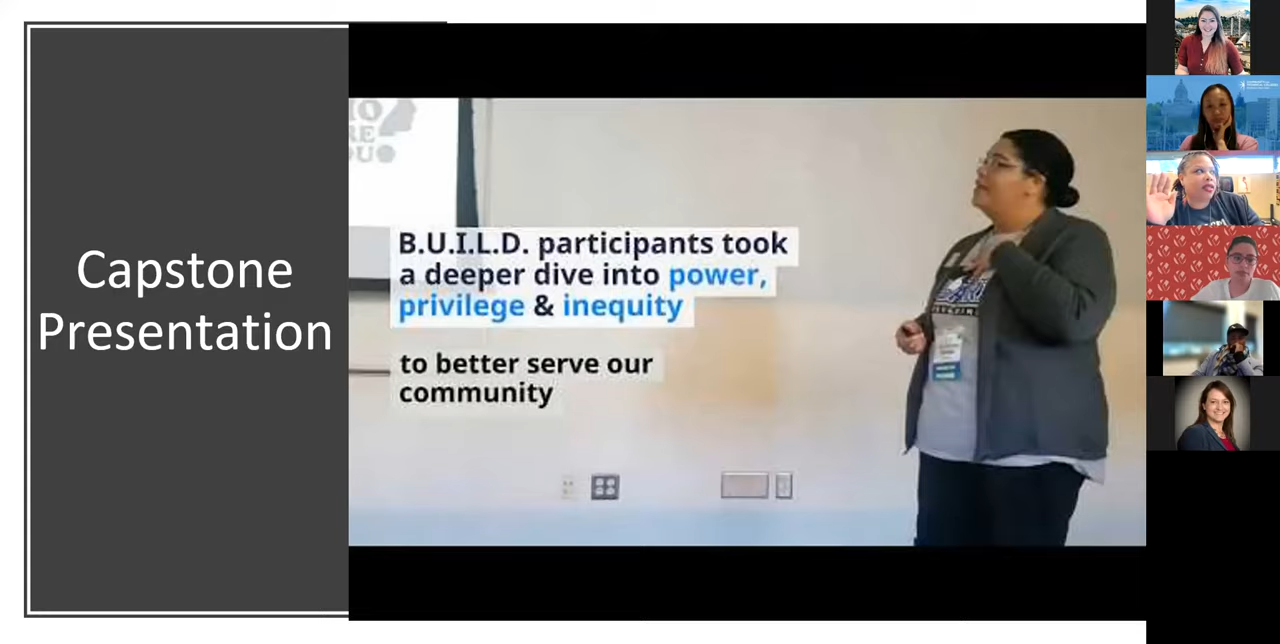 Capstone
Presentation
B.U.I.L.D. participants took
a deeper dive into power,
privilege & inequity
to better serve our
community